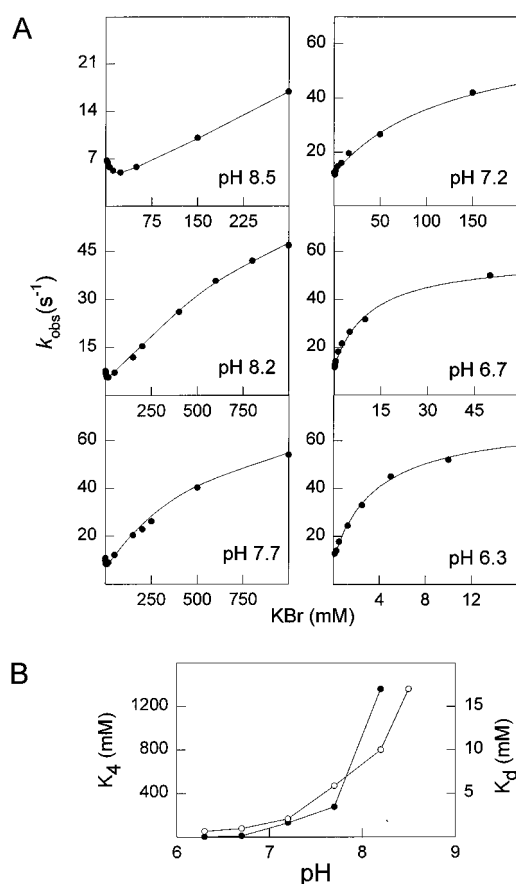 A
21
14
7
pH 8.5
75 150 225
60
40
20
pH 7.2
50 100 150
45
30
15
pH 8.2
250 500 750
k_obs(s⁻¹)
60
40
20
pH 6.7
15 30 45
60
40
20
pH 7.7
250 500 750
60
40
20
pH 6.3
4 8 12
KBr (mM)
B
1200
800
400
K₄ (mM)
15
10
5
K_d (mM)
6 7 8 9
pH